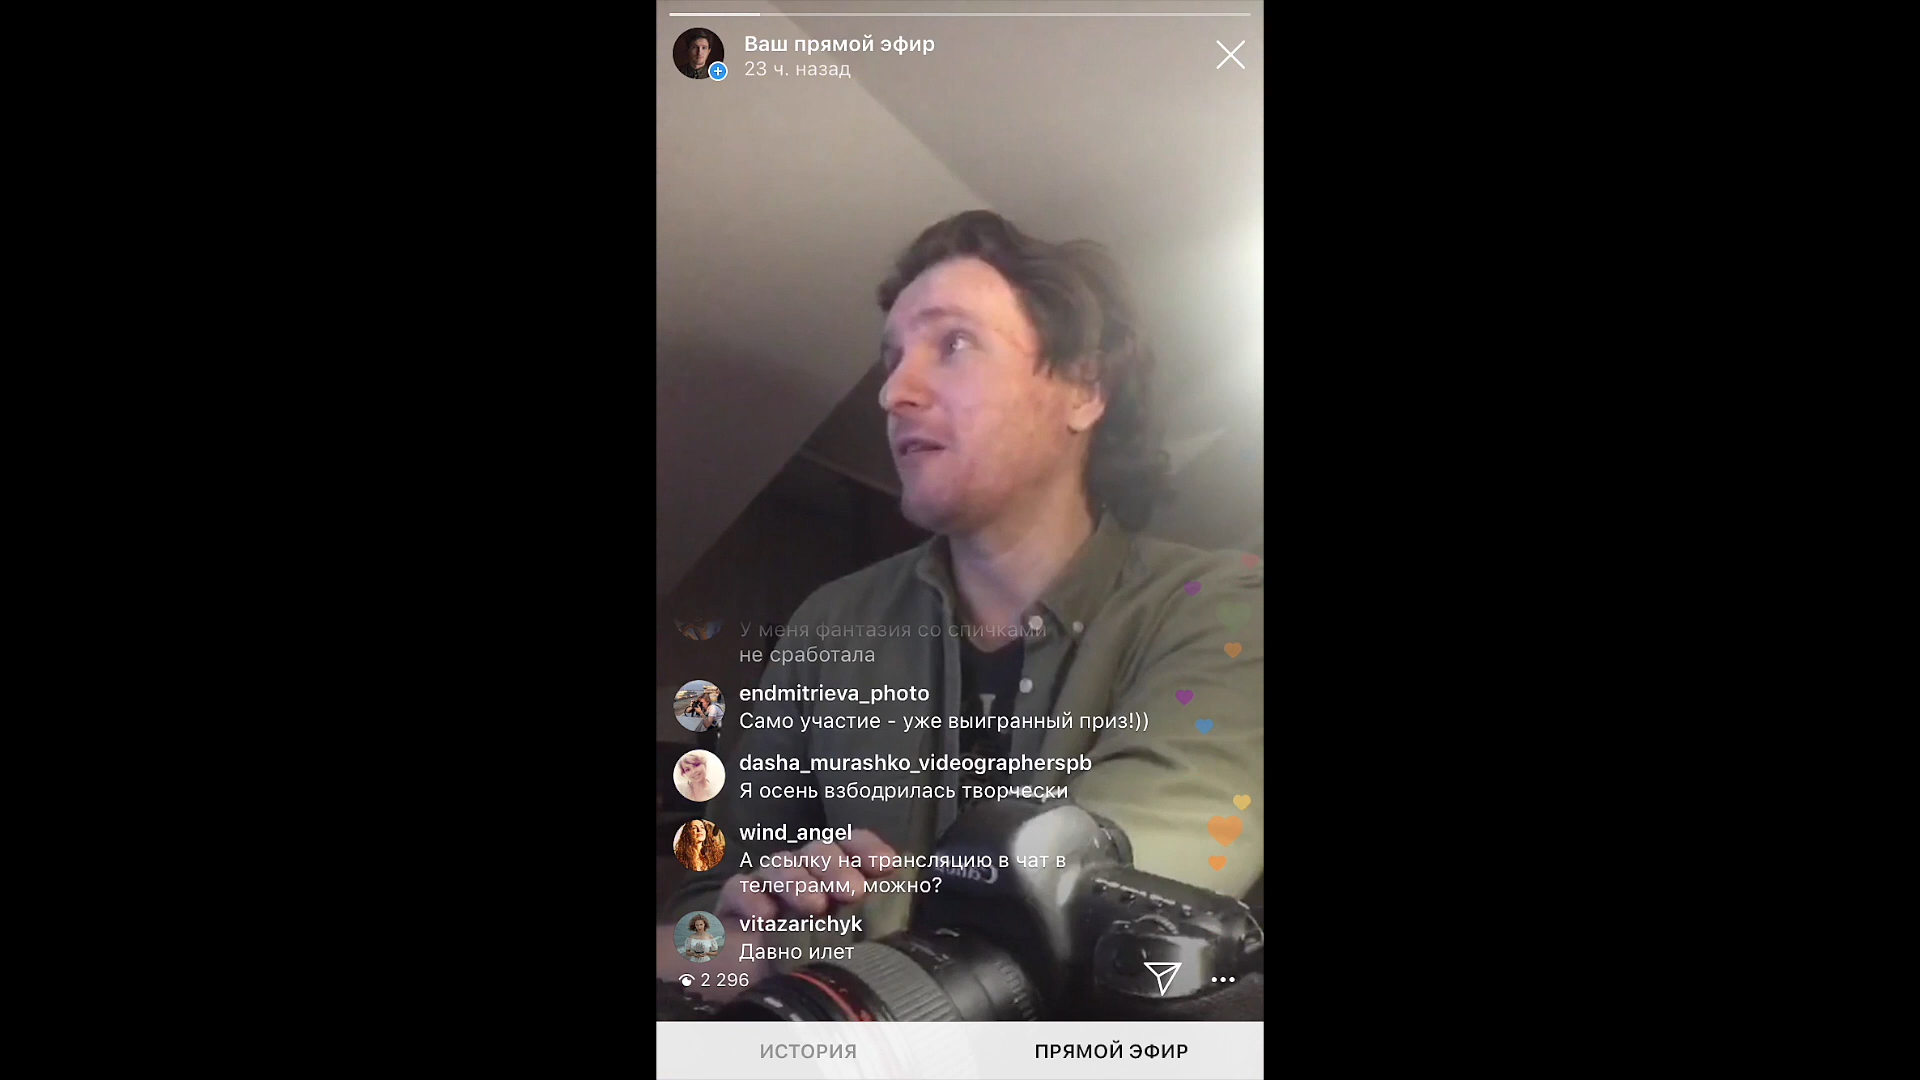 Ваш прямой эфир
23 ч. назад
У меня фантазия со спичками
не сработала
endmitrieva_photo
Само участие - уже выигранный приз!))
dasha_murashko_videographerspb
Я осень взбодрилась творчески
wind_angel
А ссылку на трансляцию в чат в
телеграмм, можно?
vitazarichyk
Давно илет
2 296
Canon
ИСТОРИЯ
ПРЯМОЙ ЭФИР